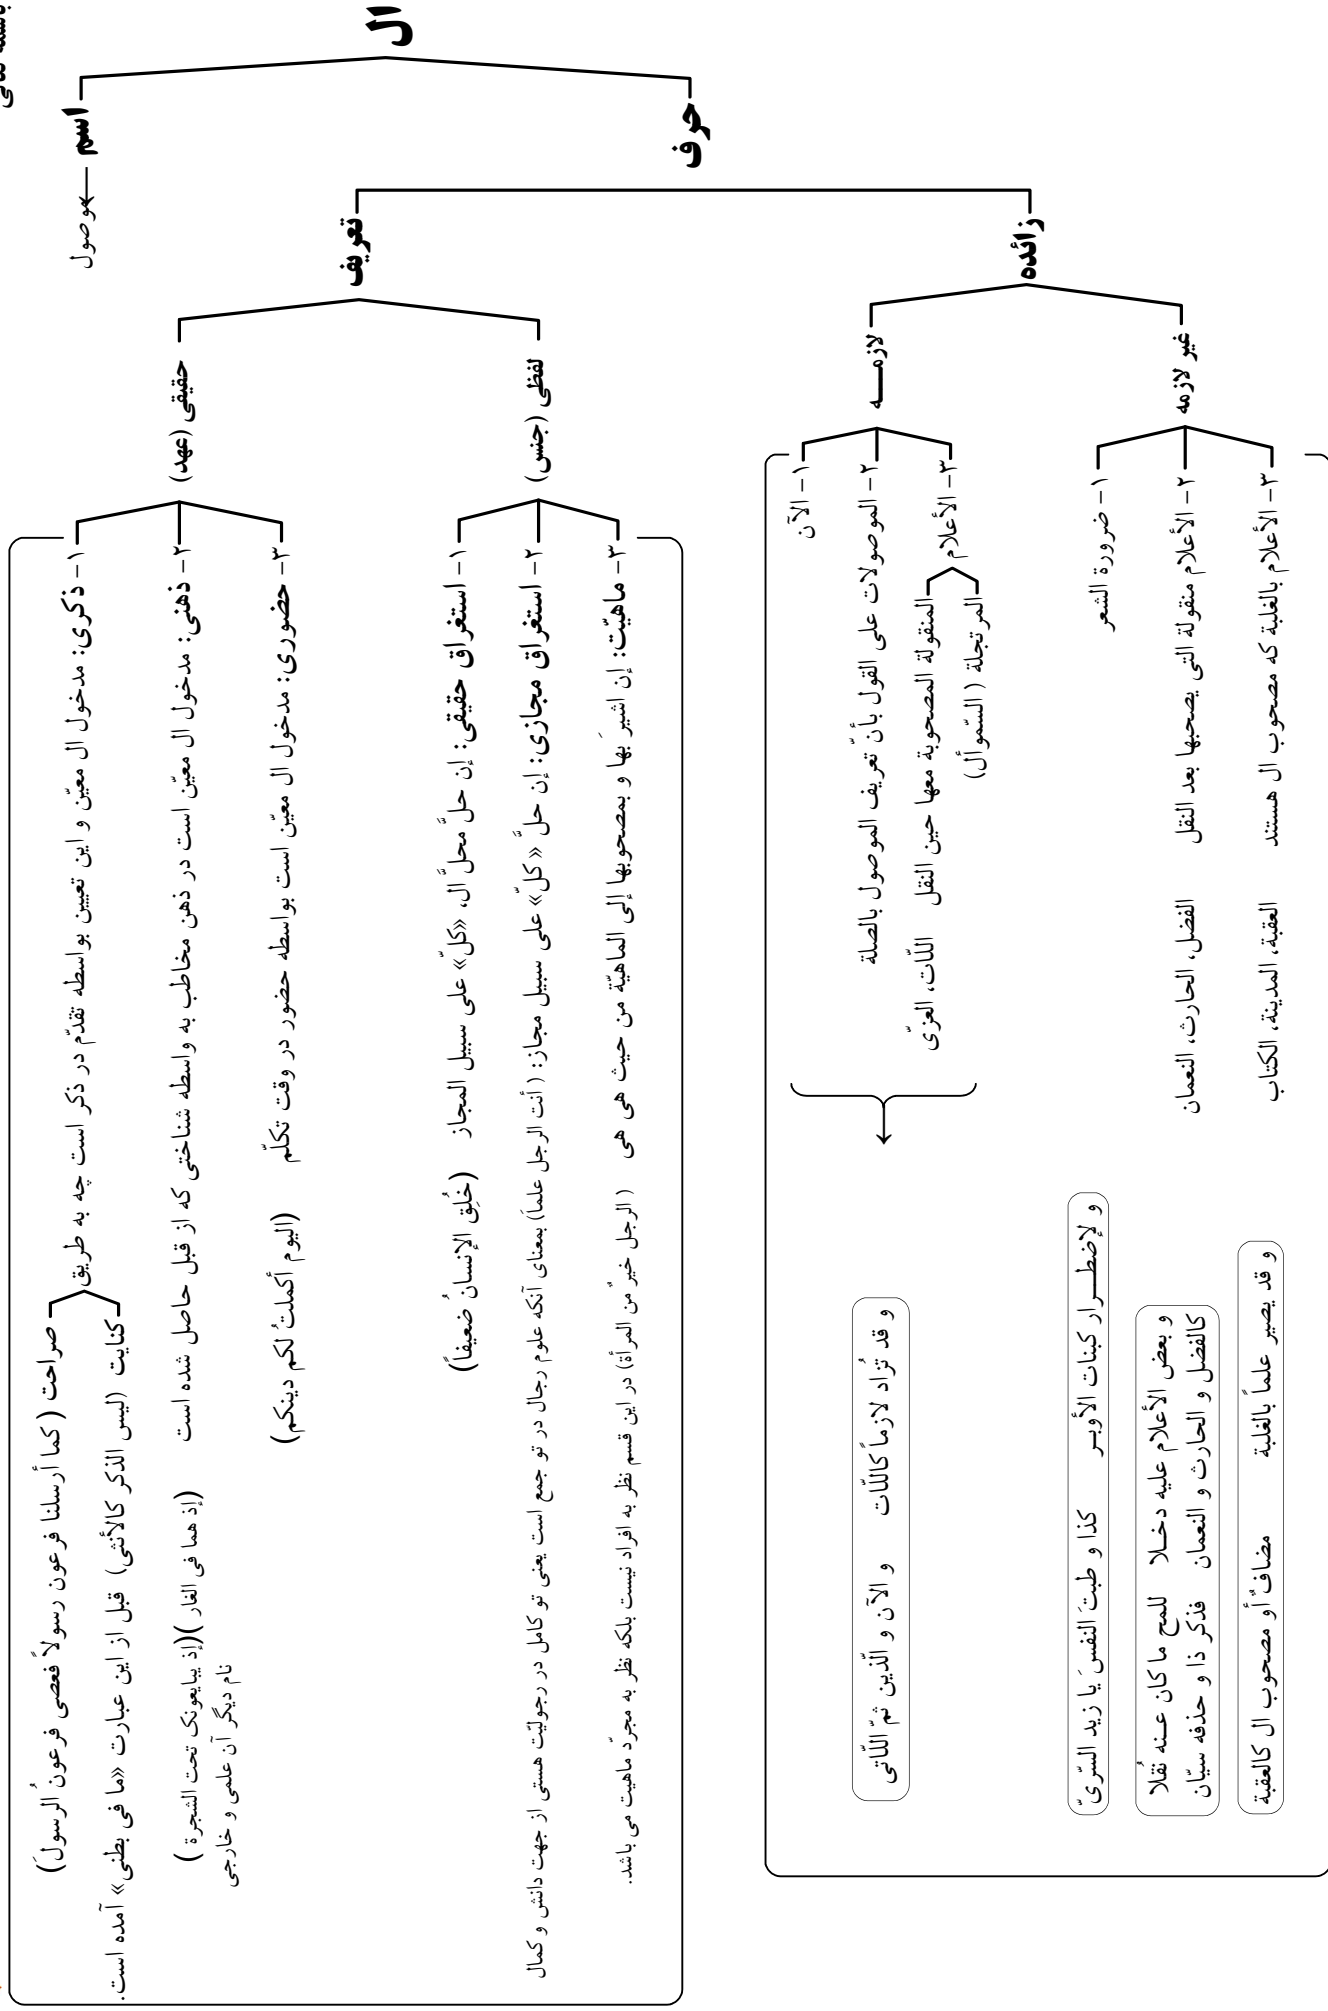 ال
اسم
موصول
حرف
تعریف
زائده
حقیقی (عهد)
لفظی (جنس)
لازمـــه
غیر لازمه
۱- ذکری: مدخول ال معیّن و این تعیین بواسطه تقدّم در ذکر است چه به طریق
صراحت (کما أرسلنا فرعون رسولاً فعصی فرعونُ الرسولَ)
کنایت (لیس الذکر کالأنثی) قبل از این عبارت «ما فی بطنی» آمده است.
۲- ذهنی: مدخول ال معیّن است در ذهن مخاطب به واسطه شناختی که از قبل حاصل شده است (إذ هما فی الغار )(إذ یبایعونک تحت الشجرة )
نام دیگر آن علمی و خارجی
۳- حضوری: مدخول ال معیّن است بواسطه حضور در وقت تکلّم (الیوم أکملتُ لکم دینکم)
۱- استغراق حقیقی: إن حلَّ محلَّ ال، «کلّ» علی سبیل المجاز (خُلِق الإنسانُ ضعیفاً)
۲- استغراق مجازی: إن حلَّ «کلّ» علی سبیل مجاز: ( أنت الرجل علماً) بمعنای آنکه علوم رجال در تو جمع است یعنی تو کامل در رجولیّت هستی از جهت دانش و کمال
۳- ماهیّت: إن اشیرَ بها و بمصحوبها إلی الماهیّة من حیث هی هی ( الرجل خیرٌ من المرأة) در این قسم نظر به افراد نیست بلکه نظر به مجرّد ماهیت می باشد.
۱- الآن
۲- الموصولات علی القول بأنّ تعریف الموصول بالصلة
۳- الأعلام
المنقولة المصحوبة معها حین النقل اللّات، العزّی
المرتجلة ( السّموأل)
و قد تُزاد لازماً کاللّات و الآن و الّذین ثمّ اللّاتی
۱- ضرورة الشعر
و لإضطـــرار کبنات الأوبــر کذا و طبتَ النفسَ یا زید السّریّ
۲- الأعلام منقولة التی یصحبها بعد النقل الفضل، الحارث، النعمان
و بعض الأعلام علیه دخــلا للمح ما کان عــنه نقُلا
کالفضل و الحارث و النعمان فذکر ذا و حذفه سیّان
۳- الأعلام بالغلبة که مصحوب ال هستند العقبة، المدینة، الکتاب
و قد یصیر علماً بالغلبة مضافٌ أو مصحوب ال کالعقبة